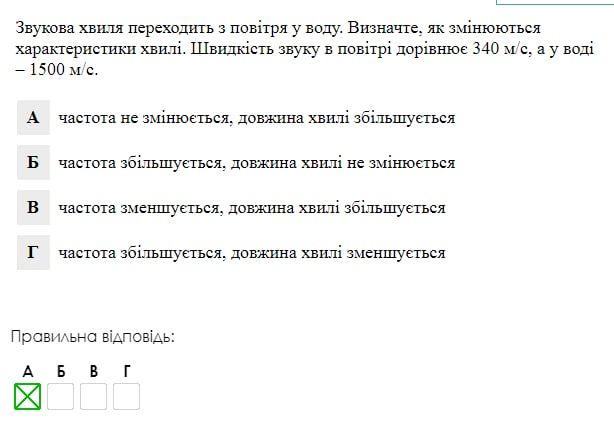 Звукова хвиля переходить з повітря у воду. Визначте, як змінюються
характеристики хвилі. Швидкість звуку в повітрі дорівнює 340 м/с, а у воді
– 1500 м/с.
А частота не змінюється, довжина хвилі збільшується
Б частота збільшується, довжина хвилі не змінюється
В частота зменшується, довжина хвилі збільшується
Г частота збільшується, довжина хвилі зменшується
Правильна відповідь:
А Б В Г